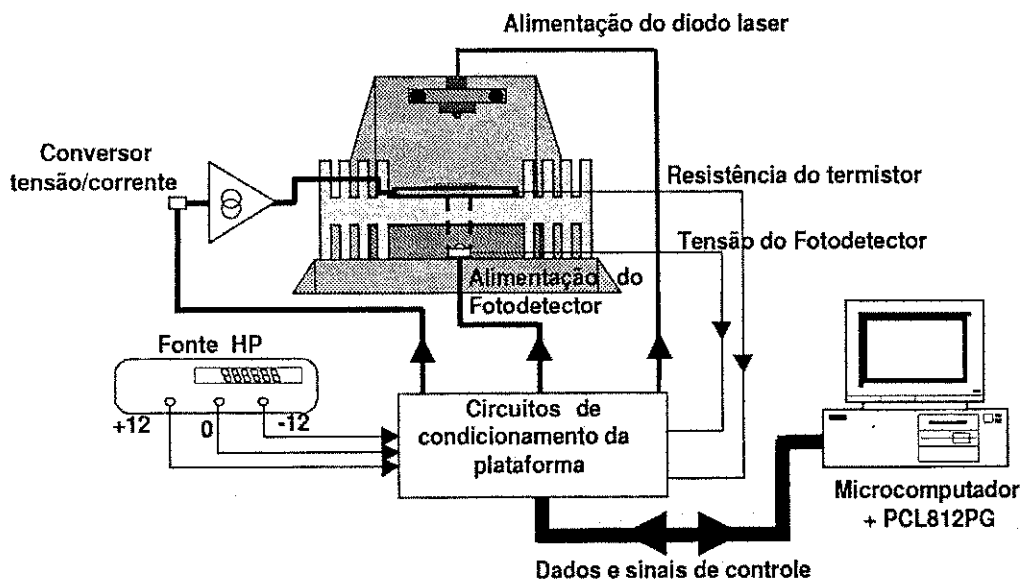 Alimentação do diodo laser
Conversor
tensão/corrente
Resistência do termistor
Tensão do Fotodetector
Alimentação do
Fotodetector
Fonte HP
888888
+12
0
-12
Circuitos de
condicionamento da
plataforma
Microcomputador
+ PCL812PG
Dados e sinais de controle